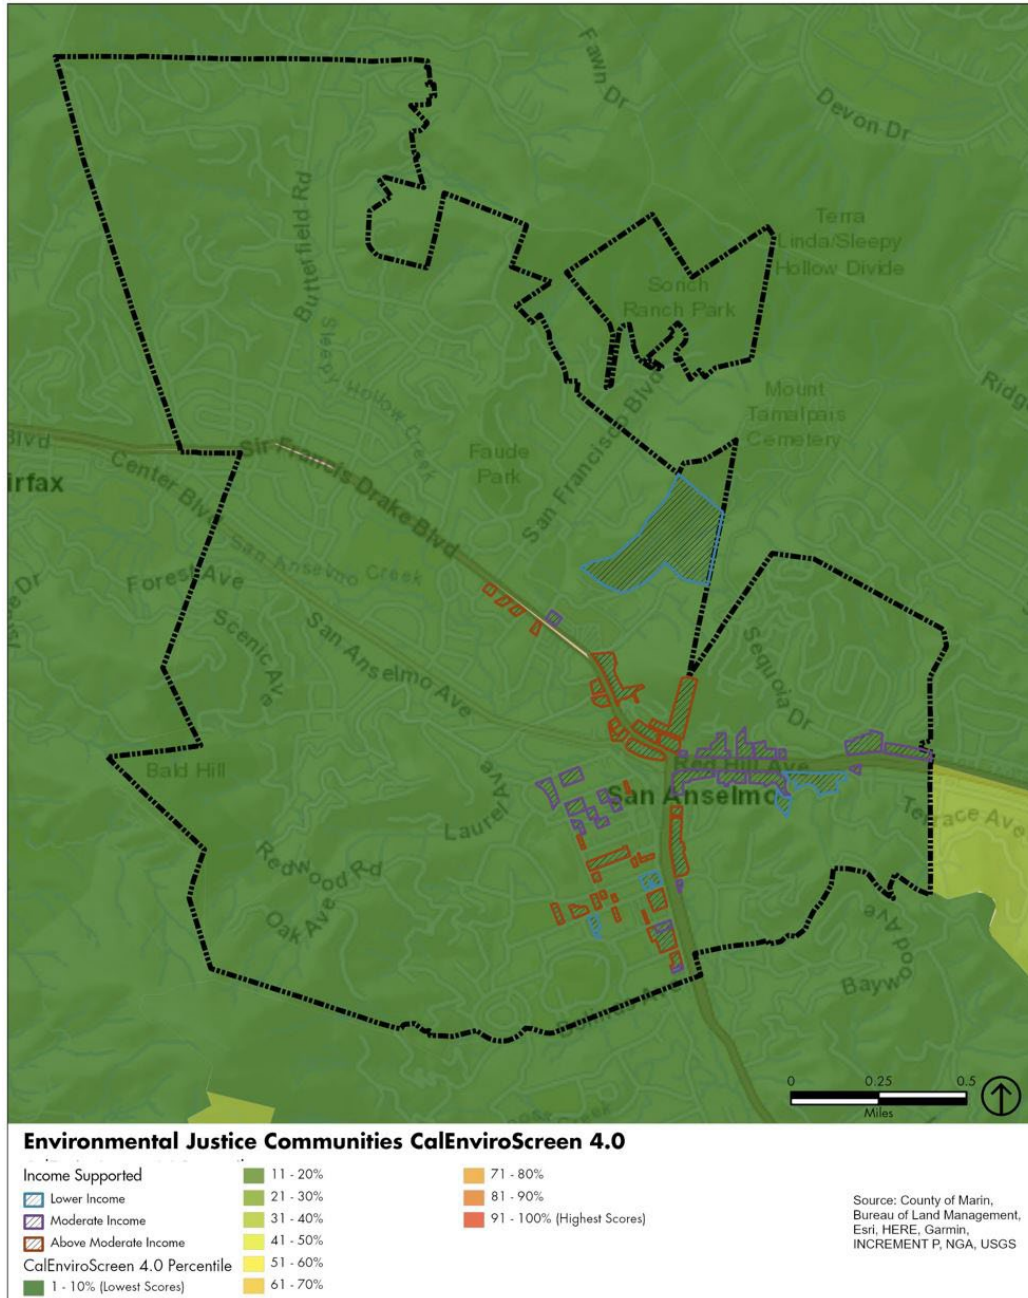 Fawn Dr
Devon Dr
Butterfield Rd
Terra
Linda/Sleepy
Hollow Divide
Sorich
Ranch Park
Sleepy Hollow Creek
Ridg
Mount
Tamalpais
Cemetery
San Francisco Blvd
Blvd
Sir Francis Drake Blvd
Faude
Park
irfax
Center Blvd
San Anselmo Creek
Forest Ave
Scenic Ave
San Anselmo Ave
Sequoia Dr
Bald Hill
Red Hill Ave
San Anselmo
Laurel Ave
Terrace Ave
Redwood Rd
Oak Ave
Baywood Ave
0 0.25 0.5
Miles
Environmental Justice Communities CalEnviroScreen 4.0
Income Supported
Lower Income
Moderate Income
Above Moderate Income
CalEnviroScreen 4.0 Percentile
1 - 10% (Lowest Scores)
11 - 20%
21 - 30%
31 - 40%
41 - 50%
51 - 60%
61 - 70%
71 - 80%
81 - 90%
91 - 100% (Highest Scores)
Source: County of Marin,
Bureau of Land Management,
Esri, HERE, Garmin,
INCREMENT P, NGA, USGS